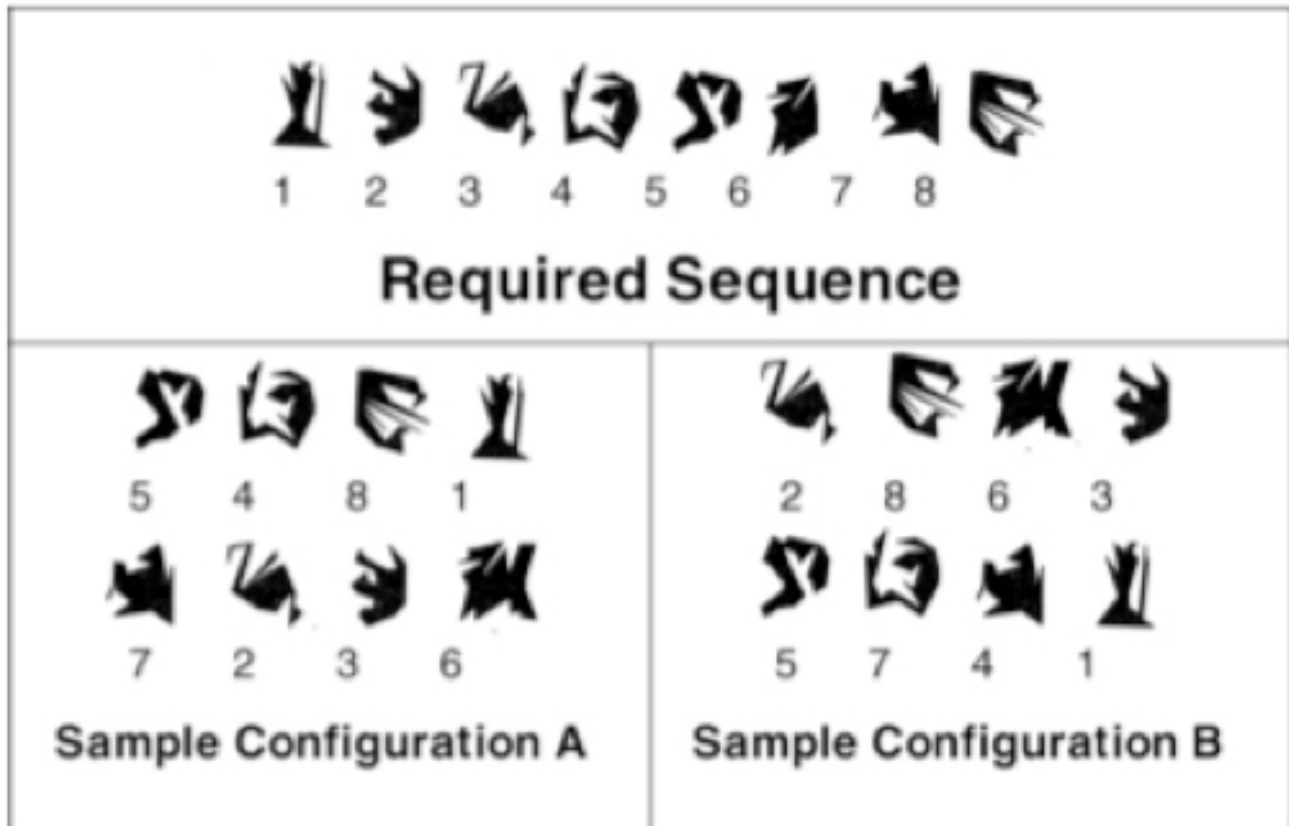 1 2 3 4 5 6 7 8
Required Sequence
5 4 8 1
7 2 3 6
Sample Configuration A
2 8 6 3
5 7 4 1
Sample Configuration B